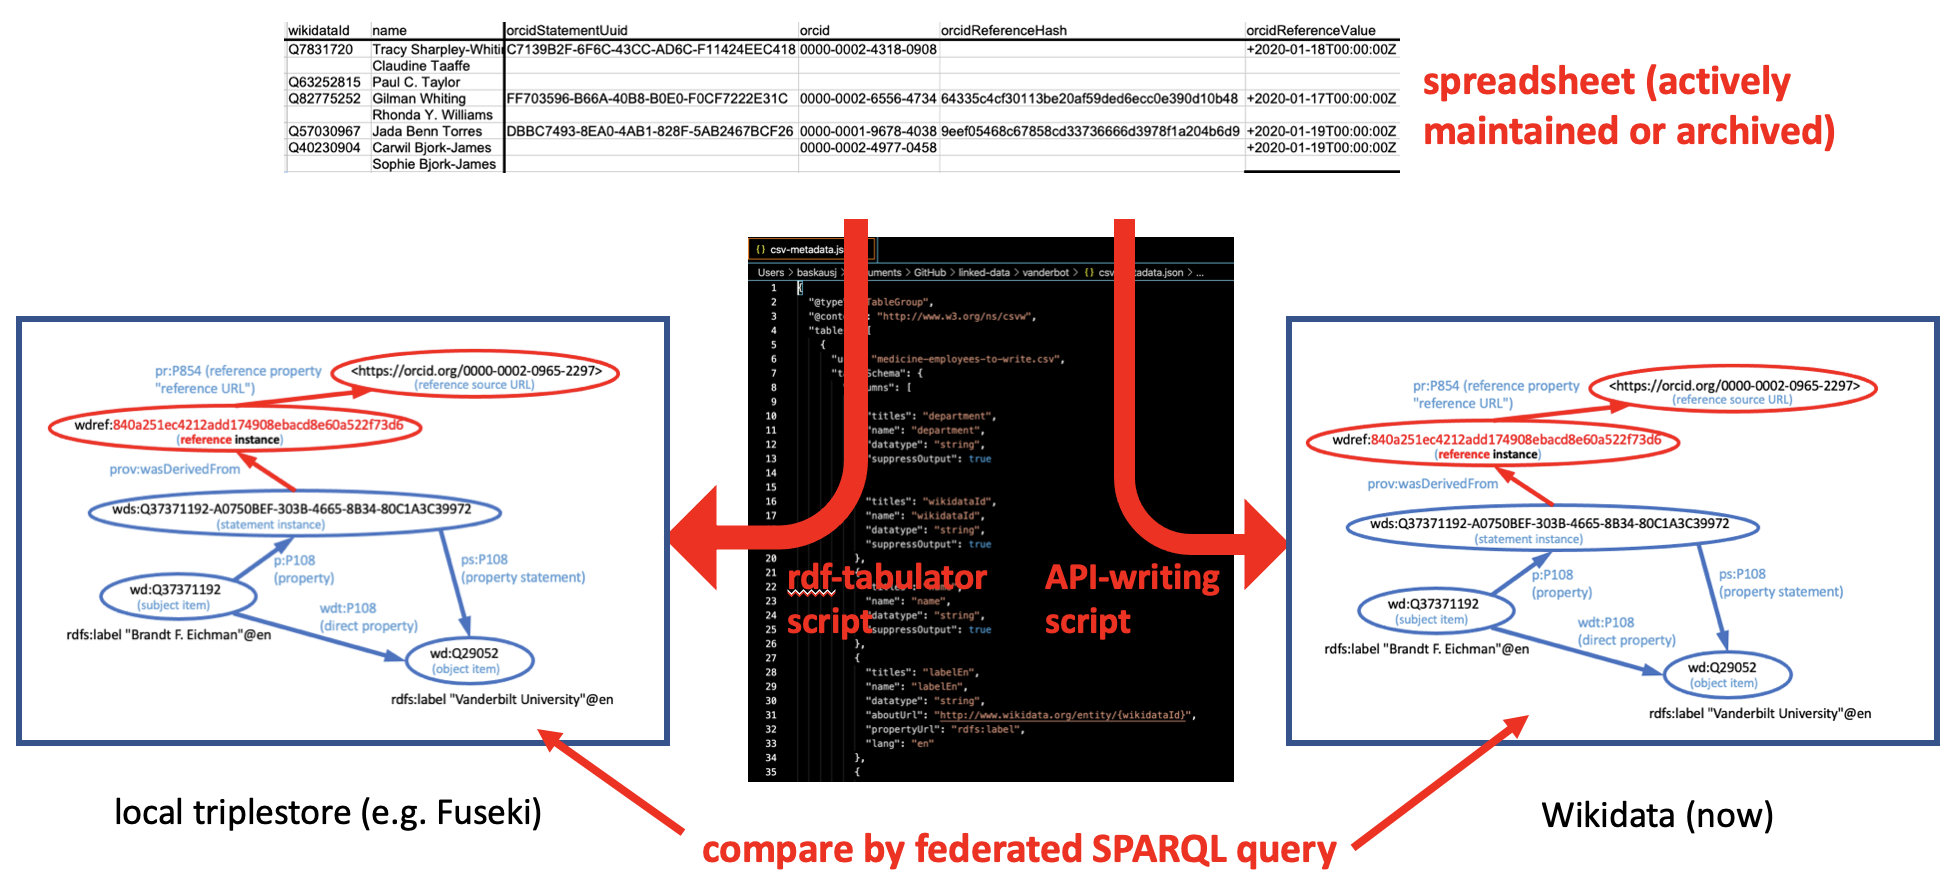 wikidataId name orcidStatementUuid orcid orcidReferenceHash orcidReferenceValue
Q7831720 Tracy Sharpley-Whiti C7139B2F-6F6C-43CC-AD6C-F11424EEC418 0000-0002-4318-0908 +2020-01-18T00:00:00Z
Claudine Taaffe
Q63252815 Paul C. Taylor
Q82775252 Gilman Whiting FF703596-B66A-40B8-B0E0-F0CF7222E31C 0000-0002-6556-4734 64335c4cf30113be20af59ded6ecc0e390d10b48 +2020-01-17T00:00:00Z
Rhonda Y. Williams
Q57030967 Jada Benn Torres DBBC7493-8EA0-4AB1-828F-5AB2467BCF26 0000-0001-9678-4038 9eef05468c67858cd33736666d3978f1a204b6d9 +2020-01-19T00:00:00Z
Q40230904 Carwil Bjork-James 0000-0002-4977-0458 +2020-01-19T00:00:00Z
Sophie Bjork-James
spreadsheet (actively
maintained or archived)
{} csv-metadata.js
Users > baskausj > uments > GitHub > linked-data > vanderbot > {} csv adata.json > ...
1 {
2 "@type TableGroup",
3 "@cont : "http://www.w3.org/ns/csvw",
4 "table [
5 {
6 "u "medicine-employees-to-write.csv",
7 "ta Schema": {
8 umns": [
9
10 "titles": "department",
11 "name": "department",
12 "datatype": "string",
13 "suppressOutput": true
14
15
16 "titles": "wikidataId",
17 "name": "wikidataId",
"datatype": "string",
"suppressOutput": true
20 },
21
22
23 "name": "name",
24 "datatype": "string",
25 "suppressOutput": true
26 },
27 {
28 "titles": "labelEn",
29 "name": "labelEn",
30 "datatype": "string",
31 "aboutUrl": "http://www.wikidata.org/entity/{wikidataId}",
32 "propertyUrl": "rdfs:label",
33 "lang": "en"
34 },
35 {
rdf-tabulator
script
API-writing
script
pr:P854 (reference property
"reference URL")
<https://orcid.org/0000-0002-0965-2297>
(reference source URL)
wdref:840a251ec4212add174908ebacd8e60a522f73d6
(reference instance)
prov:wasDerivedFrom
wds:Q37371192-A0750BEF-303B-4665-8B34-80C1A3C39972
(statement instance)
p:P108
(property)
ps:P108
(property statement)
wd:Q37371192
(subject item)
wdt:P108
(direct property)
rdfs:label "Brandt F. Eichman"@en
wd:Q29052
(object item)
rdfs:label "Vanderbilt University"@en
local triplestore (e.g. Fuseki)
pr:P854 (reference property
"reference URL")
<https://orcid.org/0000-0002-0965-2297>
(reference source URL)
wdref:840a251ec4212add174908ebacd8e60a522f73d6
(reference instance)
prov:wasDerivedFrom
wds:Q37371192-A0750BEF-303B-4665-8B34-80C1A3C39972
(statement instance)
p:P108
(property)
ps:P108
(property statement)
wd:Q37371192
(subject item)
wdt:P108
(direct property)
rdfs:label "Brandt F. Eichman"@en
wd:Q29052
(object item)
rdfs:label "Vanderbilt University"@en
Wikidata (now)
compare by federated SPARQL query